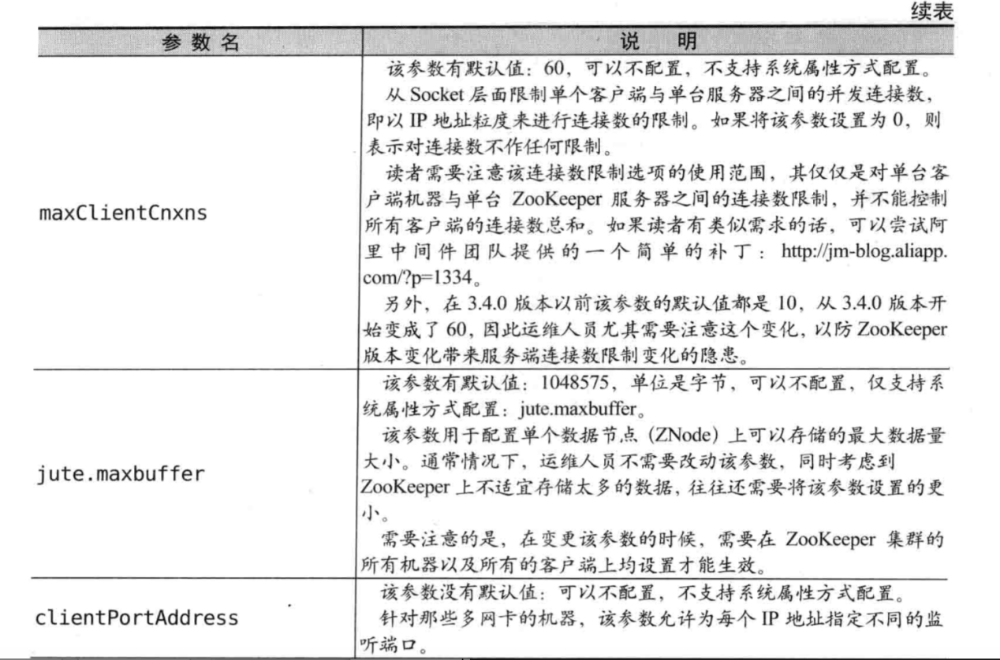 续表
参数名 说 明
该参数有默认值：60，可以不配置，不支持系统属性方式配置。
从 Socket 层面限制单个客户端与单台服务器之间的并发连接数，
即以 IP 地址粒度来进行连接数的限制。如果将该参数设置为 0，则
表示对连接数不作任何限制。
读者需要注意该连接数限制选项的使用范围，其仅仅是对单台客
户端机器与单台 ZooKeeper 服务器之间的连接数限制，并不能控制
maxClientCnxns
所有客户端的连接数总和。如果读者有类似需求的话，可以尝试阿
里中间件团队提供的一个简单的补丁：http://jm-blog.aliapp.
com/?p=1334。
另外，在 3.4.0 版本以前该参数的默认值都是 10，从 3.4.0 版本开
始变成了 60，因此运维人员尤其需要注意这个变化，以防 ZooKeeper
版本变化带来服务端连接数限制变化的隐患。
该参数有默认值：1048575，单位是字节，可以不配置，仅支持系
统属性方式配置：jute.maxbuffer。
该参数用于配置单个数据节点（ZNode）上可以存储的最大数据量
大小。通常情况下，运维人员不需要改动该参数，同时考虑到
jute.maxbuffer
ZooKeeper 上不适宜存储太多的数据，往往还需要将该参数设置的更
小。
需要注意的是，在变更该参数的时候，需要在 ZooKeeper 集群的
所有机器以及所有的客户端上均设置才能生效。
该参数没有默认值：可以不配置，不支持系统属性方式配置。
clientPortAddress
针对那些多网卡的机器，该参数允许为每个 IP 地址指定不同的监
听端口。